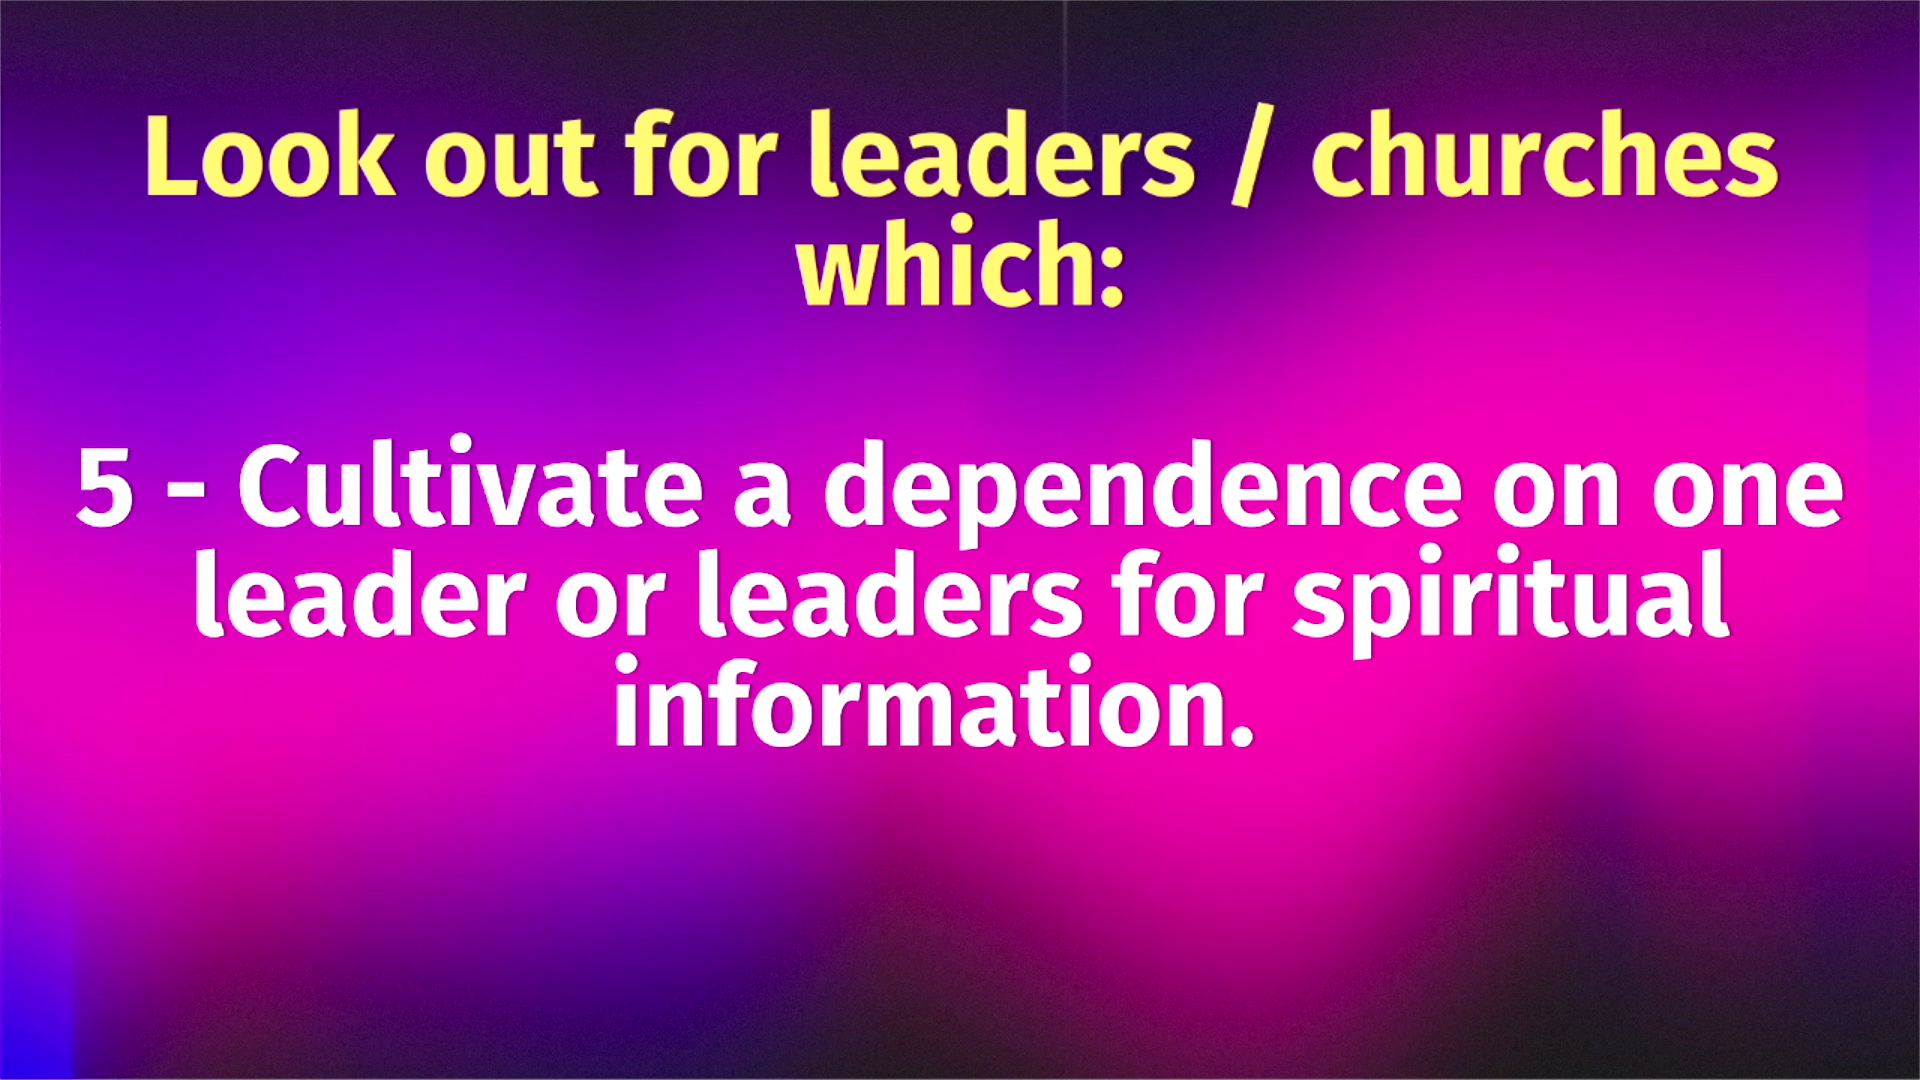 Look out for leaders / churches
which:
5 - Cultivate a dependence on one
leader or leaders for spiritual
information.